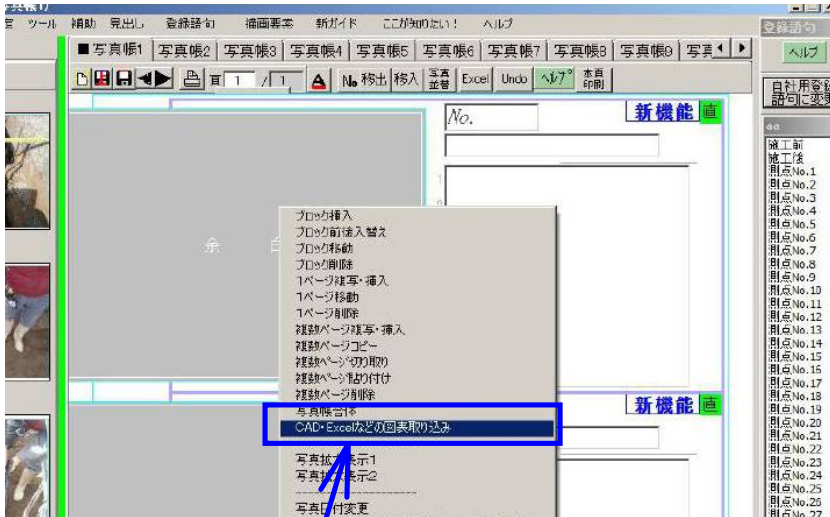 ツール 補助 見出し 登録語句 描画要素 新ガイド ここが知りたい! ヘルプ
登録語句
■写真帳1 写真帳2 写真帳3 写真帳4 写真帳5 写真帳6 写真帳7 写真帳8 写真帳9
ヘルプ
頁 1 / 1 A No 移出 移入 写真並替 Excel Undo ヘルプ 本頁印刷
自社用登録
語句に変更
No.
新機能 直
施工前
施工後
測点No.1
測点No.2
測点No.3
測点No.4
測点No.5
測点No.6
測点No.7
測点No.8
測点No.9
測点No.10
測点No.11
測点No.12
測点No.13
測点No.14
測点No.15
測点No.16
測点No.17
測点No.18
測点No.19
測点No.20
測点No.21
測点No.22
測点No.23
測点No.24
測点No.25
測点No.26
測点No.27
余
ブロック挿入
ブロック前後入替え
ブロック移動
ブロック削除
1ページ複写・挿入
1ページ移動
1ページ削除
複数ページ複写・挿入
複数ページコピー
複数ページ切り取り
複数ページ貼り付け
複数ページ削除
写真帳合体
CAD・Excelなどの図表取り込み
写真拡大表示1
写真拡大表示2
写真日付変更
新機能 直